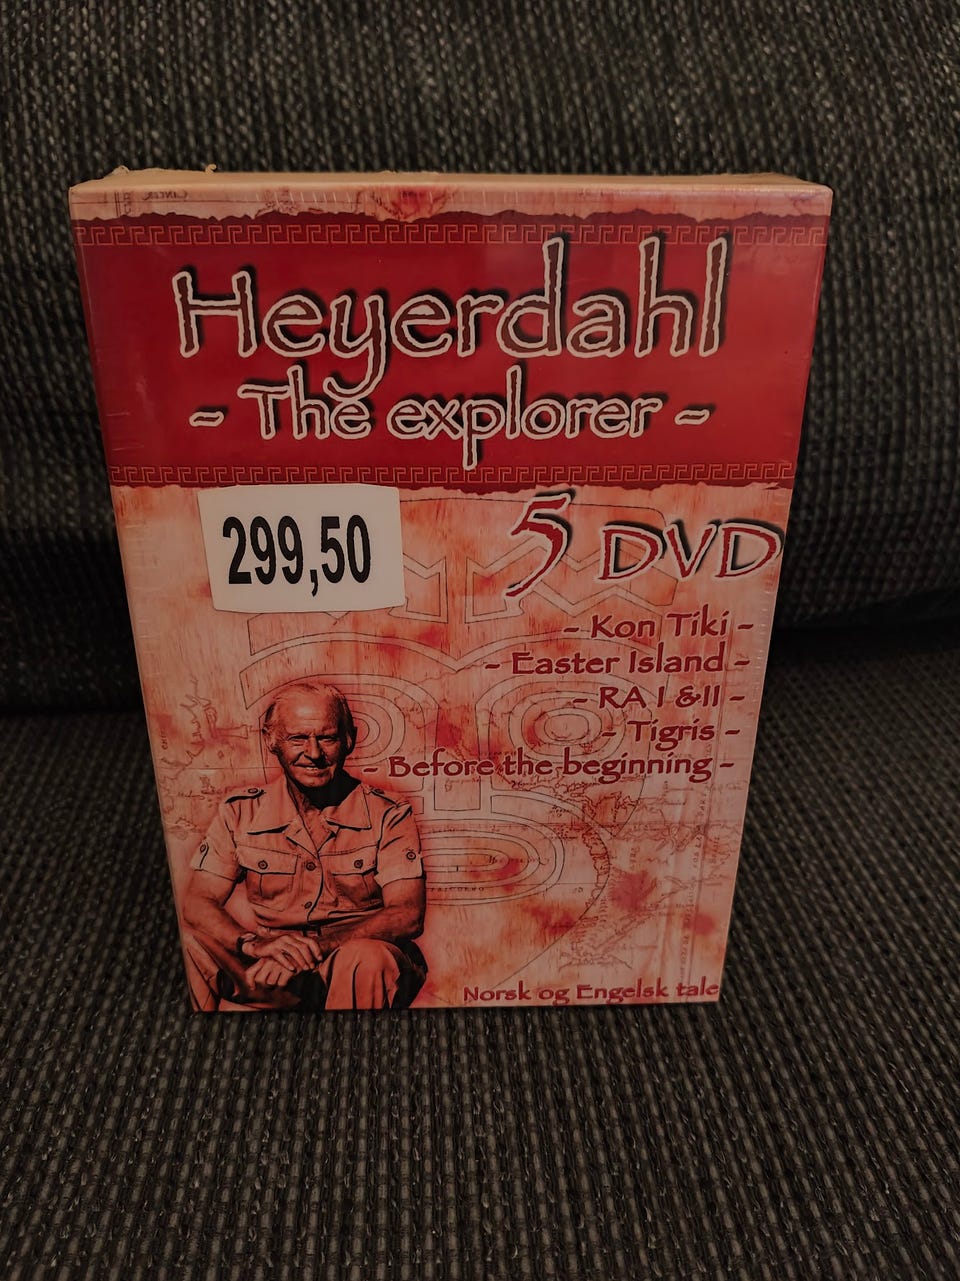 Heyerdahl
- The explorer -
299,50
5 DVD
- Kon Tiki -
- Easter Island -
- RA I &II -
- Tigris -
- Before the beginning -
Norsk og Engelsk tale